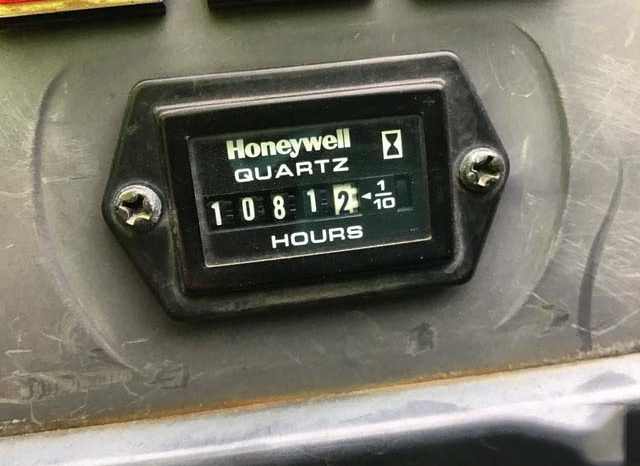 Honeywell
QUARTZ
1 0 8 1 2 ◄ 1/10
HOURS